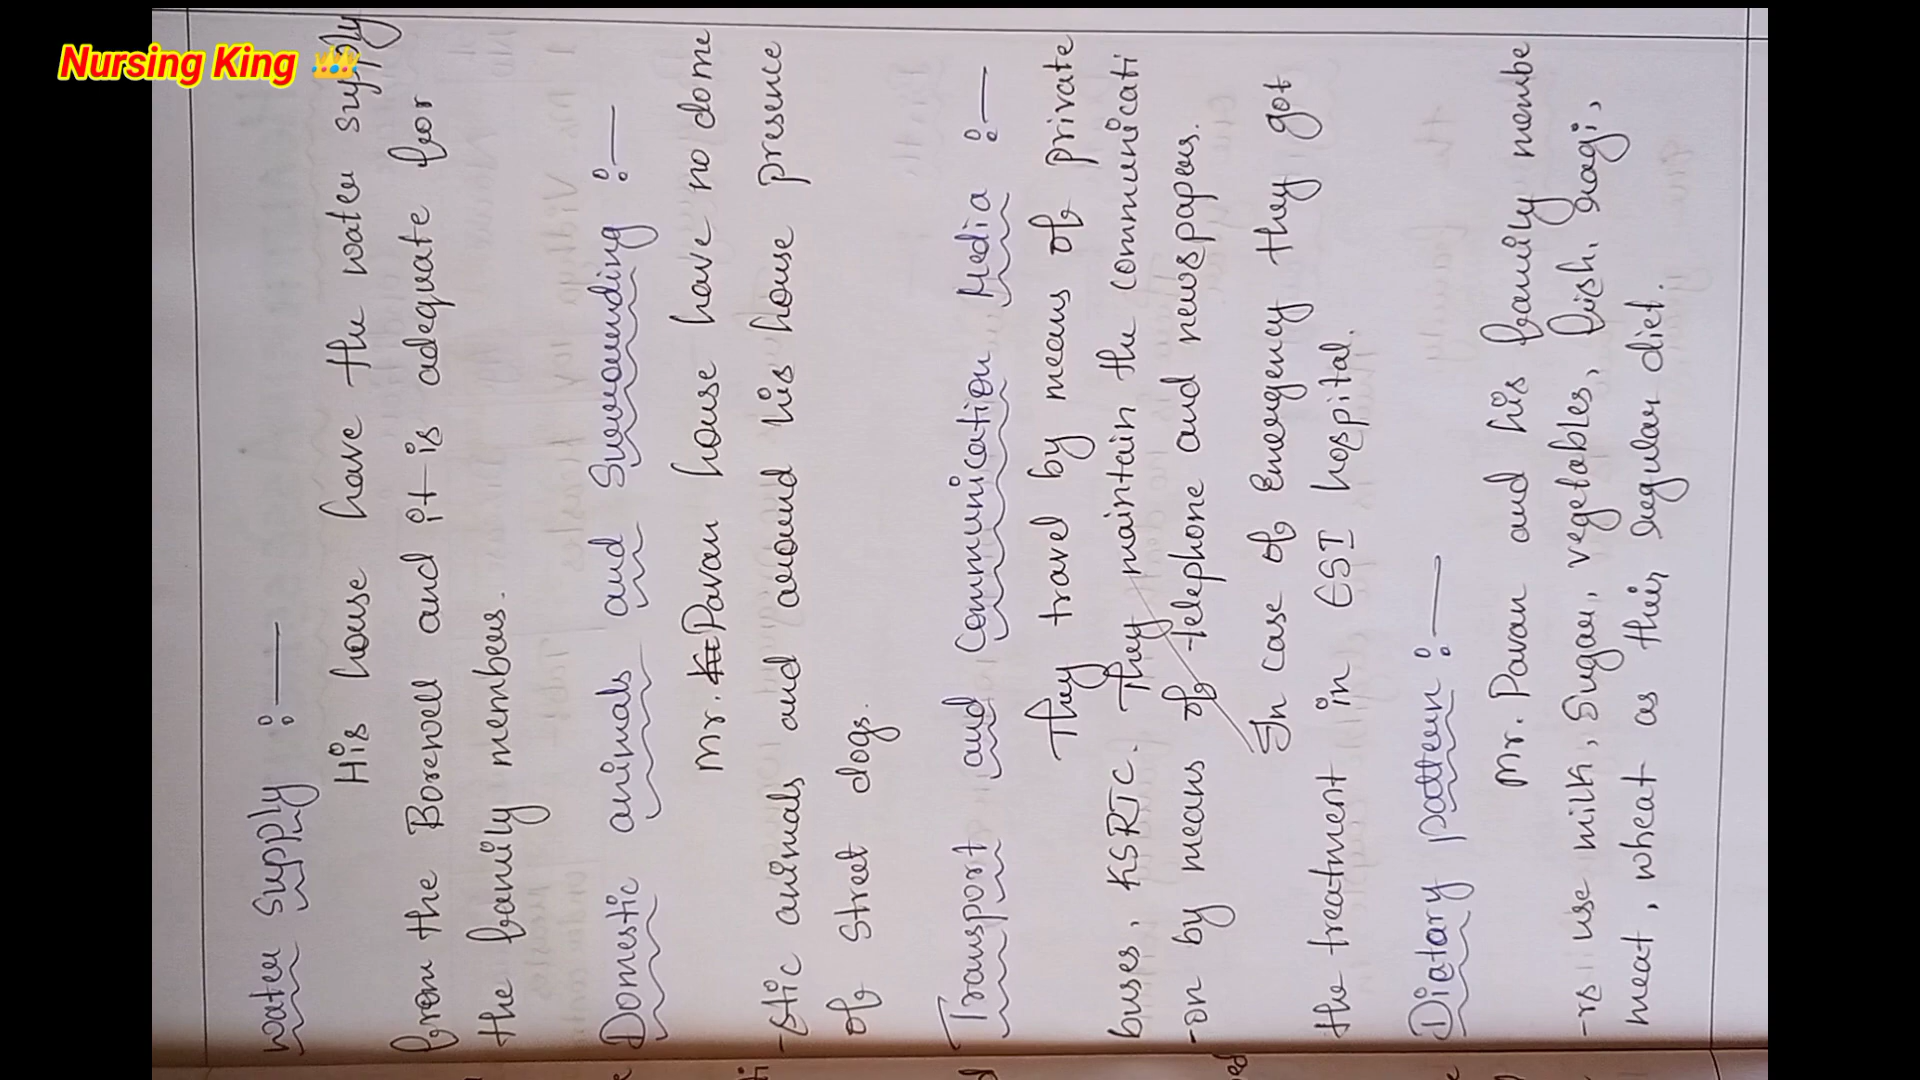 Nursing King
Water Supply :-
His house have the water supply
from the Borewell and it is adequate for
the family members.
Domestic animals and Surrounding :-
Mr. Pavan house have no dome
-stic animals and around his house presence
of street dogs.
Transport and Communication Media :-
They travel by means of private
buses, KSRTC. They maintain the communicati
-on by means of telephone and newspapers.
In case of Emergency they got
the treatment in ESI hospital.
Diatary pattern :-
Mr. Pavan and his family membe
-rs use milk, Sugar, vegetables, fish, ragi,
meat, wheat as their regular diet.